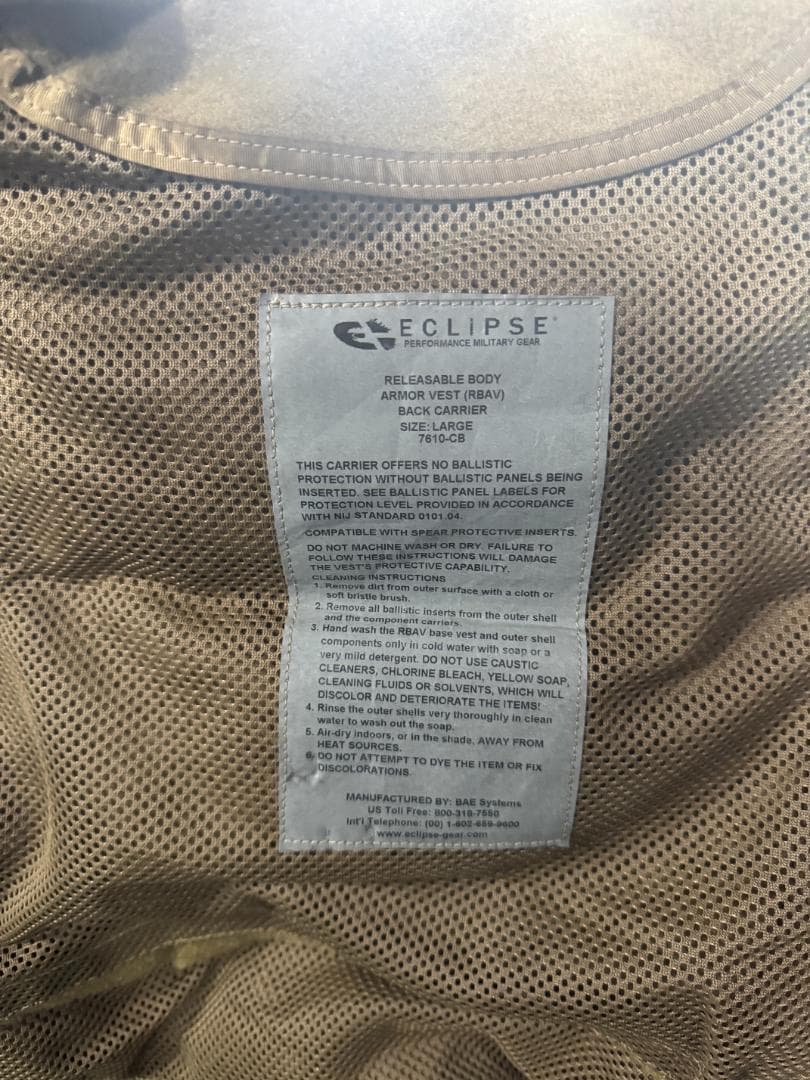 ECLIPSE
PERFORMANCE MILITARY GEAR
RELEASABLE BODY
ARMOR VEST (RBAV)
BACK CARRIER
SIZE: LARGE
7610-CB
THIS CARRIER OFFERS NO BALLISTIC
PROTECTION WITHOUT BALLISTIC PANELS BEING
INSERTED. SEE BALLISTIC PANEL LABELS FOR
PROTECTION LEVEL PROVIDED IN ACCORDANCE
WITH NIJ STANDARD 0101.04.
COMPATIBLE WITH SPEAR PROTECTIVE INSERTS.
DO NOT MACHINE WASH OR DRY. FAILURE TO
FOLLOW THESE INSTRUCTIONS WILL DAMAGE
THE VEST'S PROTECTIVE CAPABILITY.
CLEANING INSTRUCTIONS
1. Remove dirt from outer surface with a cloth or
soft bristle brush.
2. Remove all ballistic inserts from the outer shell
and the component carriers.
3. Hand wash the RBAV base vest and outer shell
components only in cold water with soap or a
very mild detergent. DO NOT USE CAUSTIC
CLEANERS, CHLORINE BLEACH, YELLOW SOAP,
CLEANING FLUIDS OR SOLVENTS, WHICH WILL
DISCOLOR AND DETERIORATE THE ITEMS!
4. Rinse the outer shells very thoroughly in clean
water to wash out the soap.
5. Air-dry indoors, or in the shade, AWAY FROM
HEAT SOURCES.
6. DO NOT ATTEMPT TO DYE THE ITEM OR FIX
DISCOLORATIONS.
MANUFACTURED BY: BAE Systems
US Toll Free: 800-318-7550
Int'l Telephone: (00) 1-602-659-9600
www.eclipse-gear.com